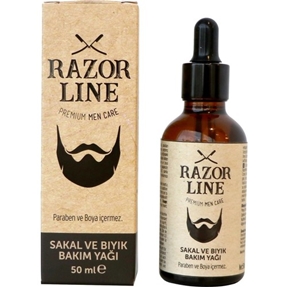 RAZOR
LINE
PREMIUM MEN CARE
Paraben ve Boya içermez.
SAKAL VE BIYIK
BAKIM YAĞI
50 ml e
RAZOR
LINE
PREMIUM MEN CARE
SAKAL VE BIYIK
BAKIM YAĞI
Paraben ve Boya içermez.